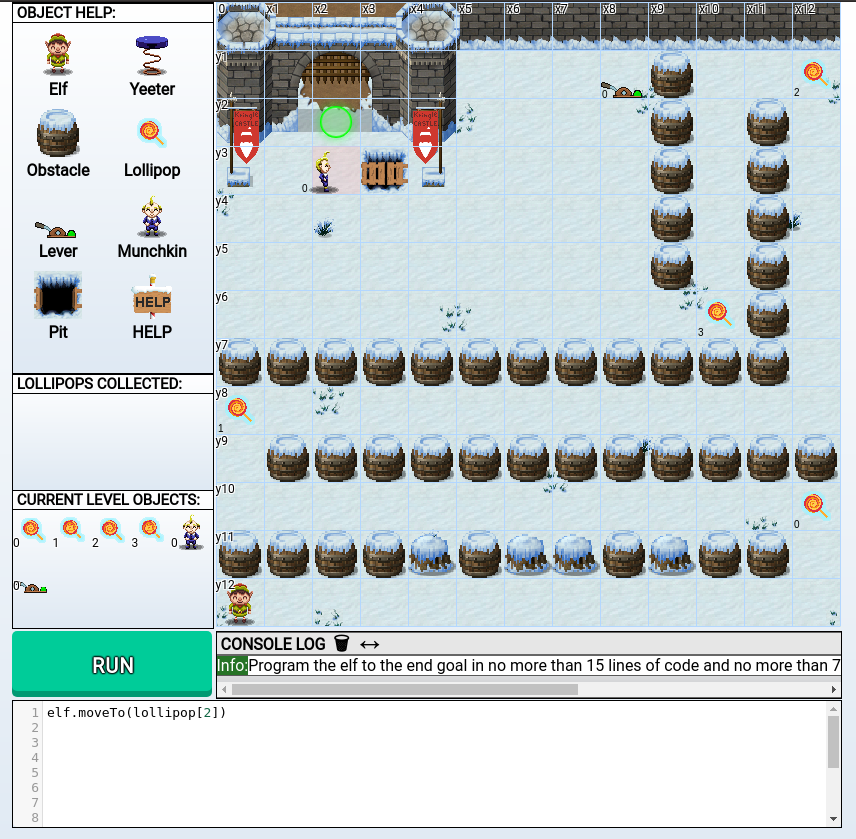 OBJECT HELP:
Elf
Yeeter
Obstacle
Lollipop
Lever
Munchkin
Pit
HELP
HELP
LOLLIPOPS COLLECTED:
CURRENT LEVEL OBJECTS:
0 1 2 3 0
0
RUN
0 x1 x2 x3 x4 x5 x6 x7 x8 x9 x10 x11 x12
y1
0
2
y2
CASTLE
CASTLE
y3
0
y4
y5
y6
3
y7
y8
1
y9
y10
0
y11
y12
CONSOLE LOG
Info:Program the elf to the end goal in no more than 15 lines of code and no more than 7
1 elf.moveTo(lollipop[2])
2
3
4
5
6
7
8